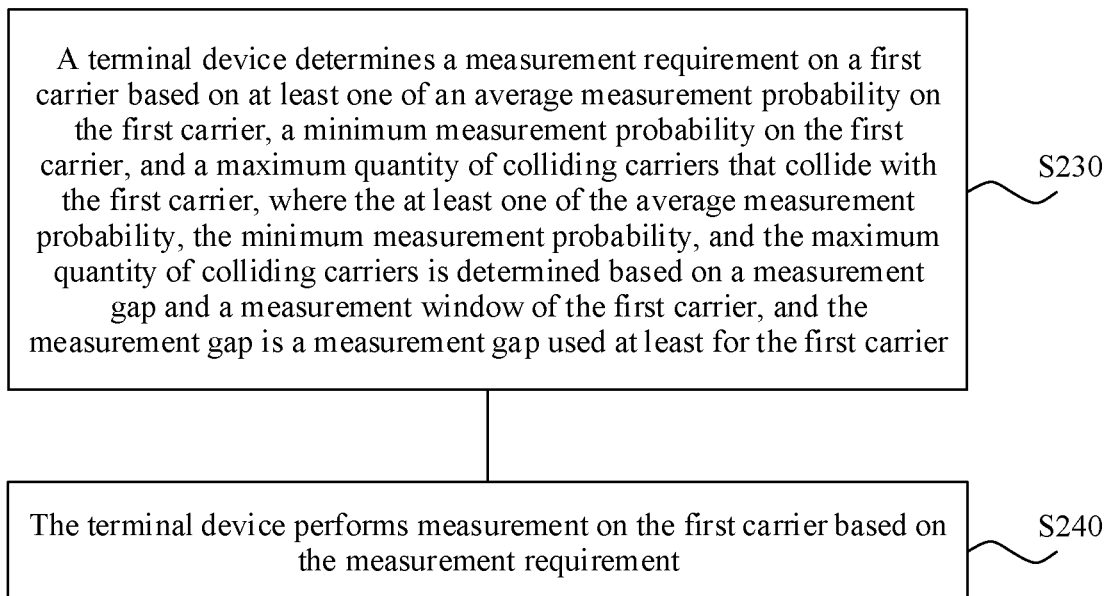 A terminal device determines a measurement requirement on a first
carrier based on at least one of an average measurement probability on
the first carrier, a minimum measurement probability on the first
carrier, and a maximum quantity of colliding carriers that collide with
the first carrier, where the at least one of the average measurement
probability, the minimum measurement probability, and the maximum
quantity of colliding carriers is determined based on a measurement
gap and a measurement window of the first carrier, and the
measurement gap is a measurement gap used at least for the first carrier
S230
The terminal device performs measurement on the first carrier based on
the measurement requirement
S240